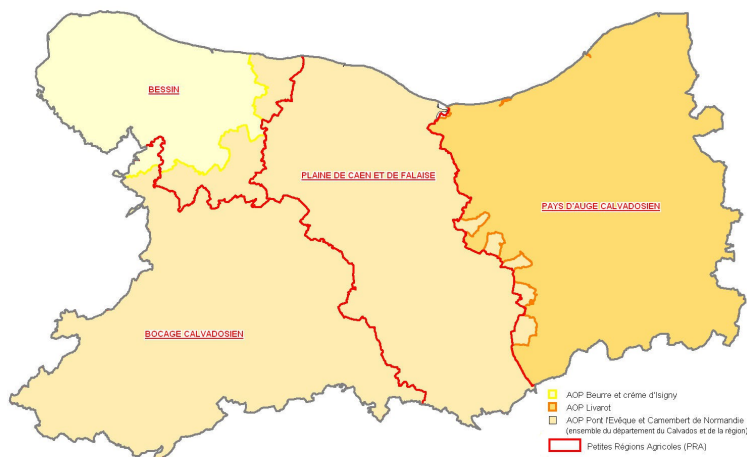 BESSIN
PLAINE DE CAEN ET DE FALAISE
PAYS D'AUGE CALVADOSIEN
BOCAGE CALVADOSIEN
AOP Beurre et crème d'Isigny
AOP Livarot
AOP Pont l'Evêque et Camembert de Normandie
(ensemble du département du Calvados et de la région)
Petites Régions Agricoles (PRA)